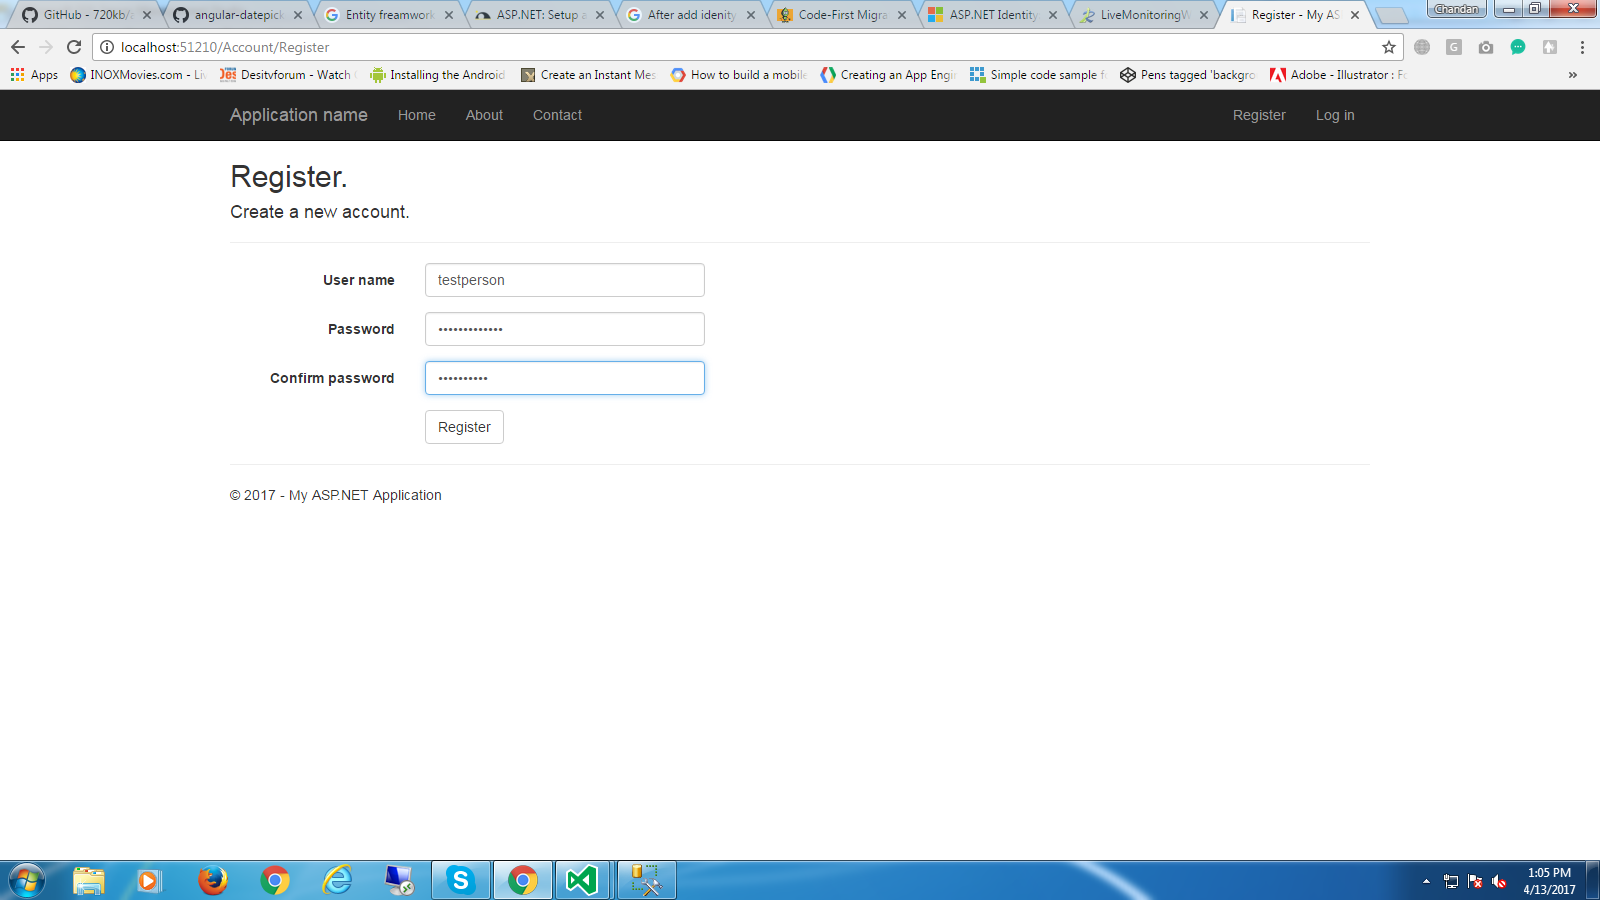 GitHub - 720kb/a
angular-datepick
Entity freamwork
ASP.NET: Setup a
After add idenity
Code-First Migra
ASP.NET Identity
LiveMonitoringW
Register - My AS
Chandan
localhost:51210/Account/Register
Apps
INOXMovies.com - Liv
Desitvforum - Watch
Installing the Android
Create an Instant Mes
How to build a mobile
Creating an App Engi
Simple code sample f
Pens tagged 'backgro
Adobe - Illustrator : Fo
»
Application name
Home
About
Contact
Register
Log in
Register.
Create a new account.
User name
testperson
Password
•••••••••••••
Confirm password
••••••••••
Register
© 2017 - My ASP.NET Application
1:05 PM
4/13/2017